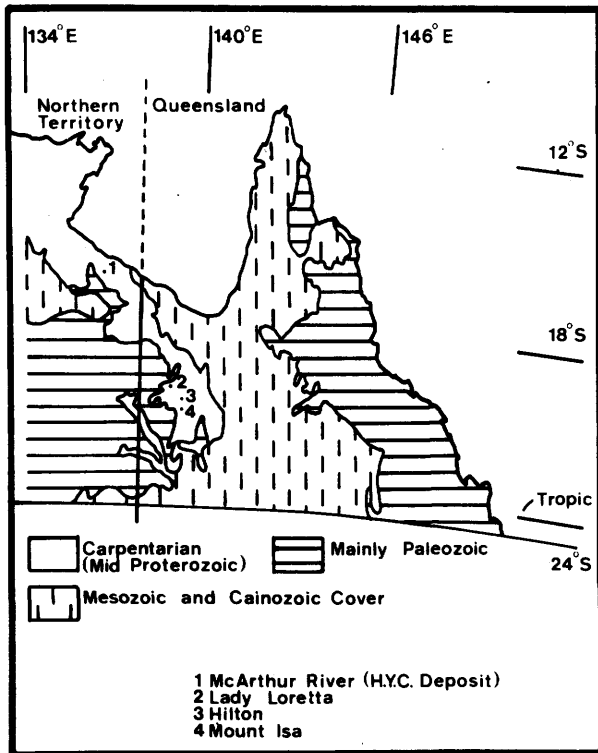 134°E 140°E 146°E
Northern Territory
Queensland
12°S
.1
18°S
.2
.3
4
Tropic
24°S
Carpentarian
(Mid Proterozoic)
Mainly Paleozoic
Mesozoic and Cainozoic Cover
1 McArthur River (H.Y.C. Deposit)
2 Lady Loretta
3 Hilton
4 Mount Isa